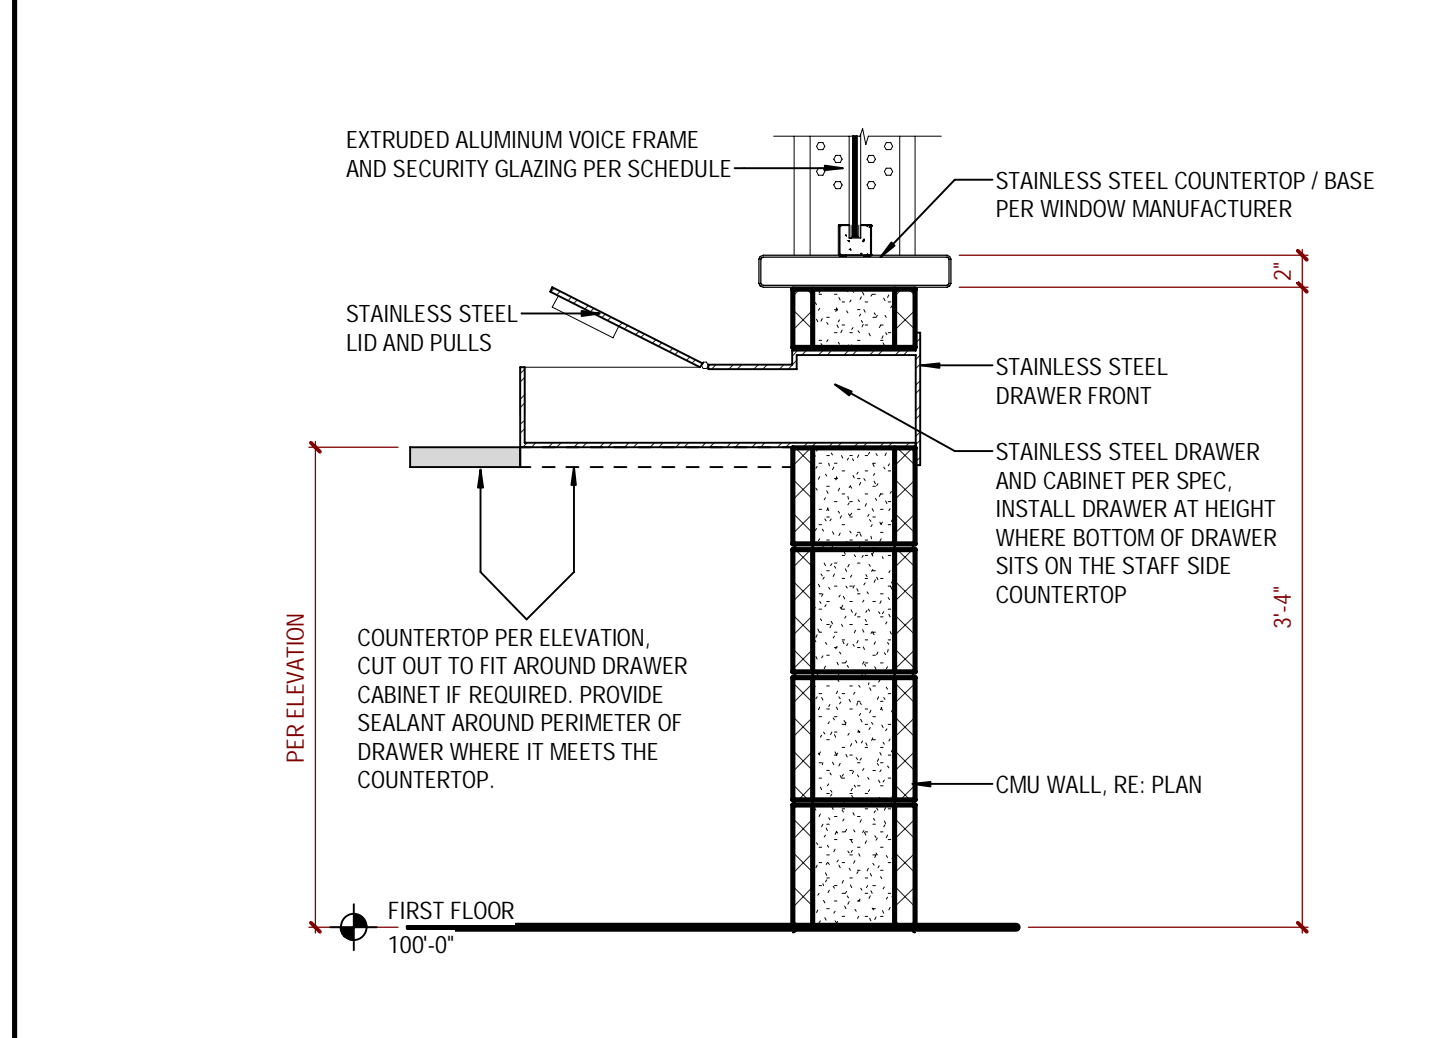 EXTRUDED ALUMINUM VOICE FRAME
AND SECURITY GLAZING PER SCHEDULE
STAINLESS STEEL COUNTERTOP / BASE
PER WINDOW MANUFACTURER
2"
STAINLESS STEEL
LID AND PULLS
STAINLESS STEEL
DRAWER FRONT
STAINLESS STEEL DRAWER
AND CABINET PER SPEC,
INSTALL DRAWER AT HEIGHT
WHERE BOTTOM OF DRAWER
SITS ON THE STAFF SIDE
COUNTERTOP
3'-4"
PER ELEVATION
COUNTERTOP PER ELEVATION,
CUT OUT TO FIT AROUND DRAWER
CABINET IF REQUIRED. PROVIDE
SEALANT AROUND PERIMETER OF
DRAWER WHERE IT MEETS THE
COUNTERTOP.
CMU WALL, RE: PLAN
FIRST FLOOR
100'-0"